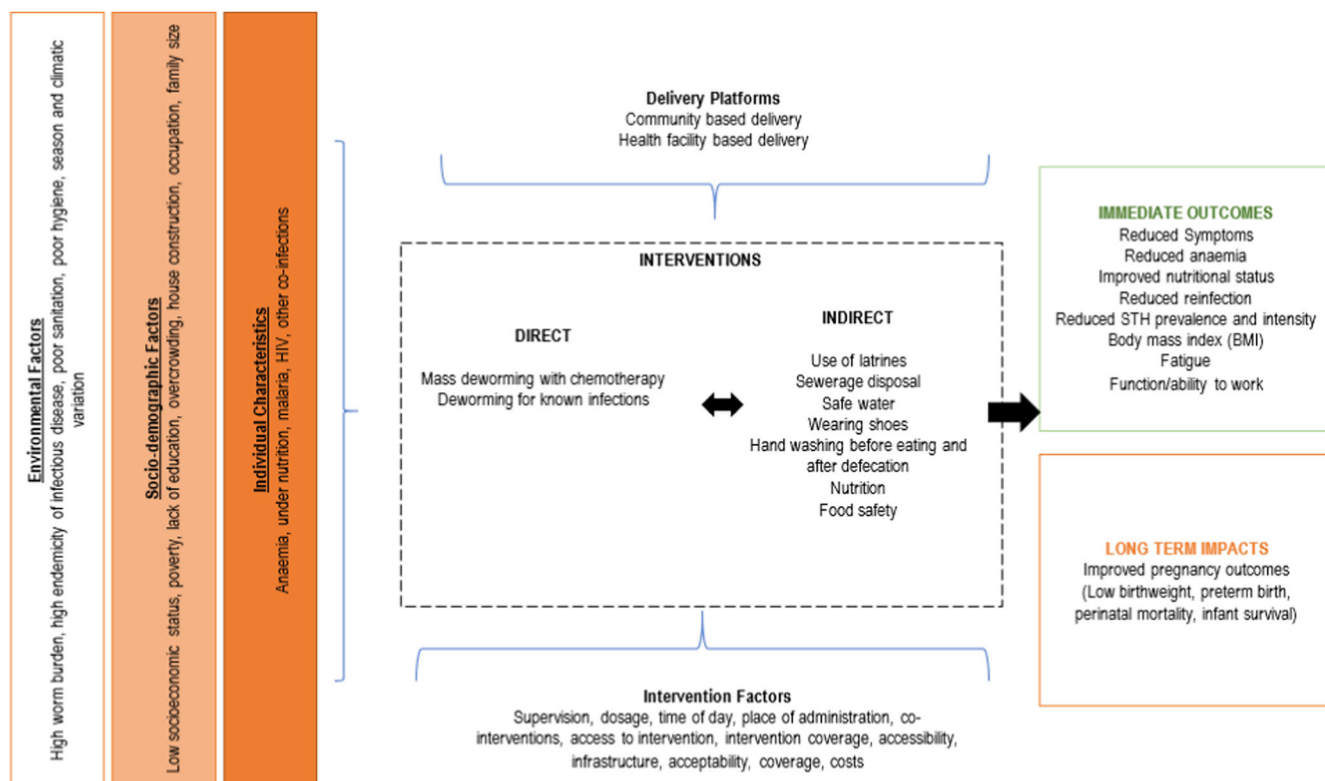 Environmental Factors
High worm burden, high endemicity of infectious disease, poor sanitation, poor hygiene, season and climatic
variation
Socio-demographic Factors
Low socioeconomic status, poverty, lack of education, overcrowding, house construction, occupation, family size
Individual Characteristics
Anaemia, under nutrition, malaria, HIV, other co-infections
Delivery Platforms
Community based delivery
Health facility based delivery
INTERVENTIONS
DIRECT
Mass deworming with chemotherapy
Deworming for known infections
INDIRECT
Use of latrines
Sewerage disposal
Safe water
Wearing shoes
Hand washing before eating and
after defecation
Nutrition
Food safety
Intervention Factors
Supervision, dosage, time of day, place of administration, co-
interventions, access to intervention, intervention coverage, accessibility,
infrastructure, acceptability, coverage, costs
IMMEDIATE OUTCOMES
Reduced Symptoms
Reduced anaemia
Improved nutritional status
Reduced reinfection
Reduced STH prevalence and intensity
Body mass index (BMI)
Fatigue
Function/ability to work
LONG TERM IMPACTS
Improved pregnancy outcomes
(Low birthweight, preterm birth,
perinatal mortality, infant survival)